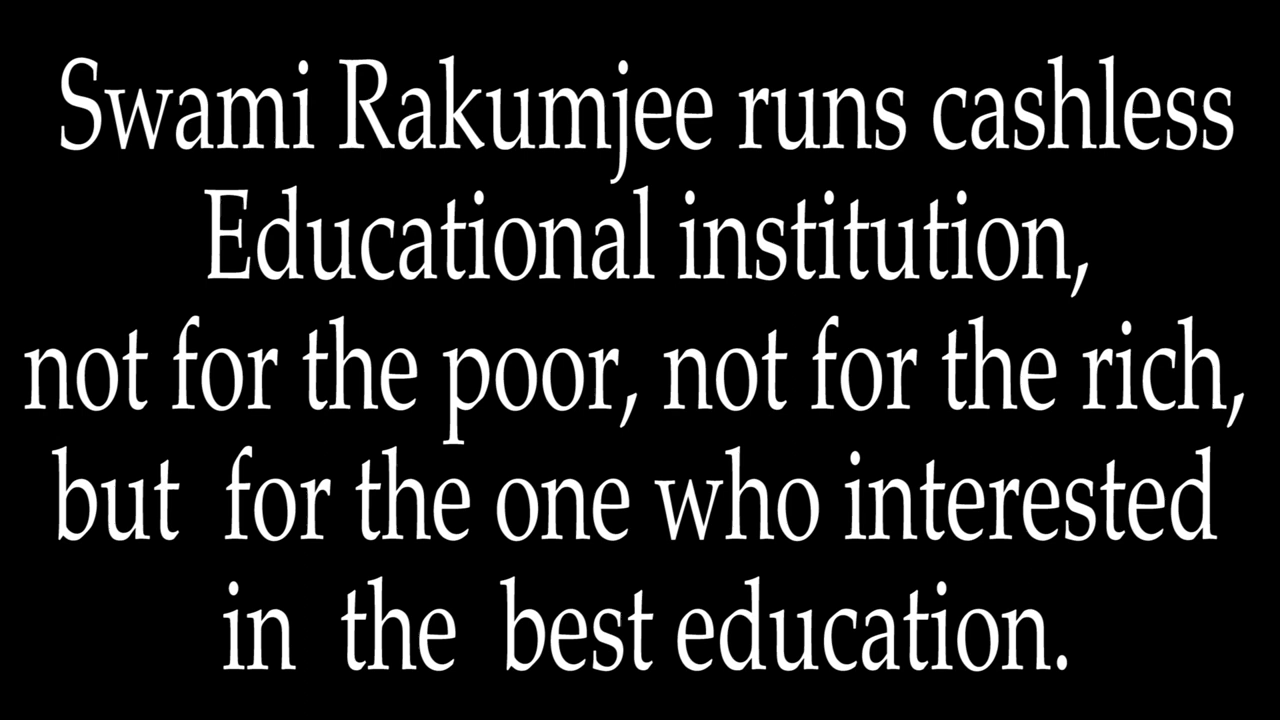 Swami Rakumjee runs cashless
Educational institution,
not for the poor, not for the rich,
but for the one who interested
in the best education.